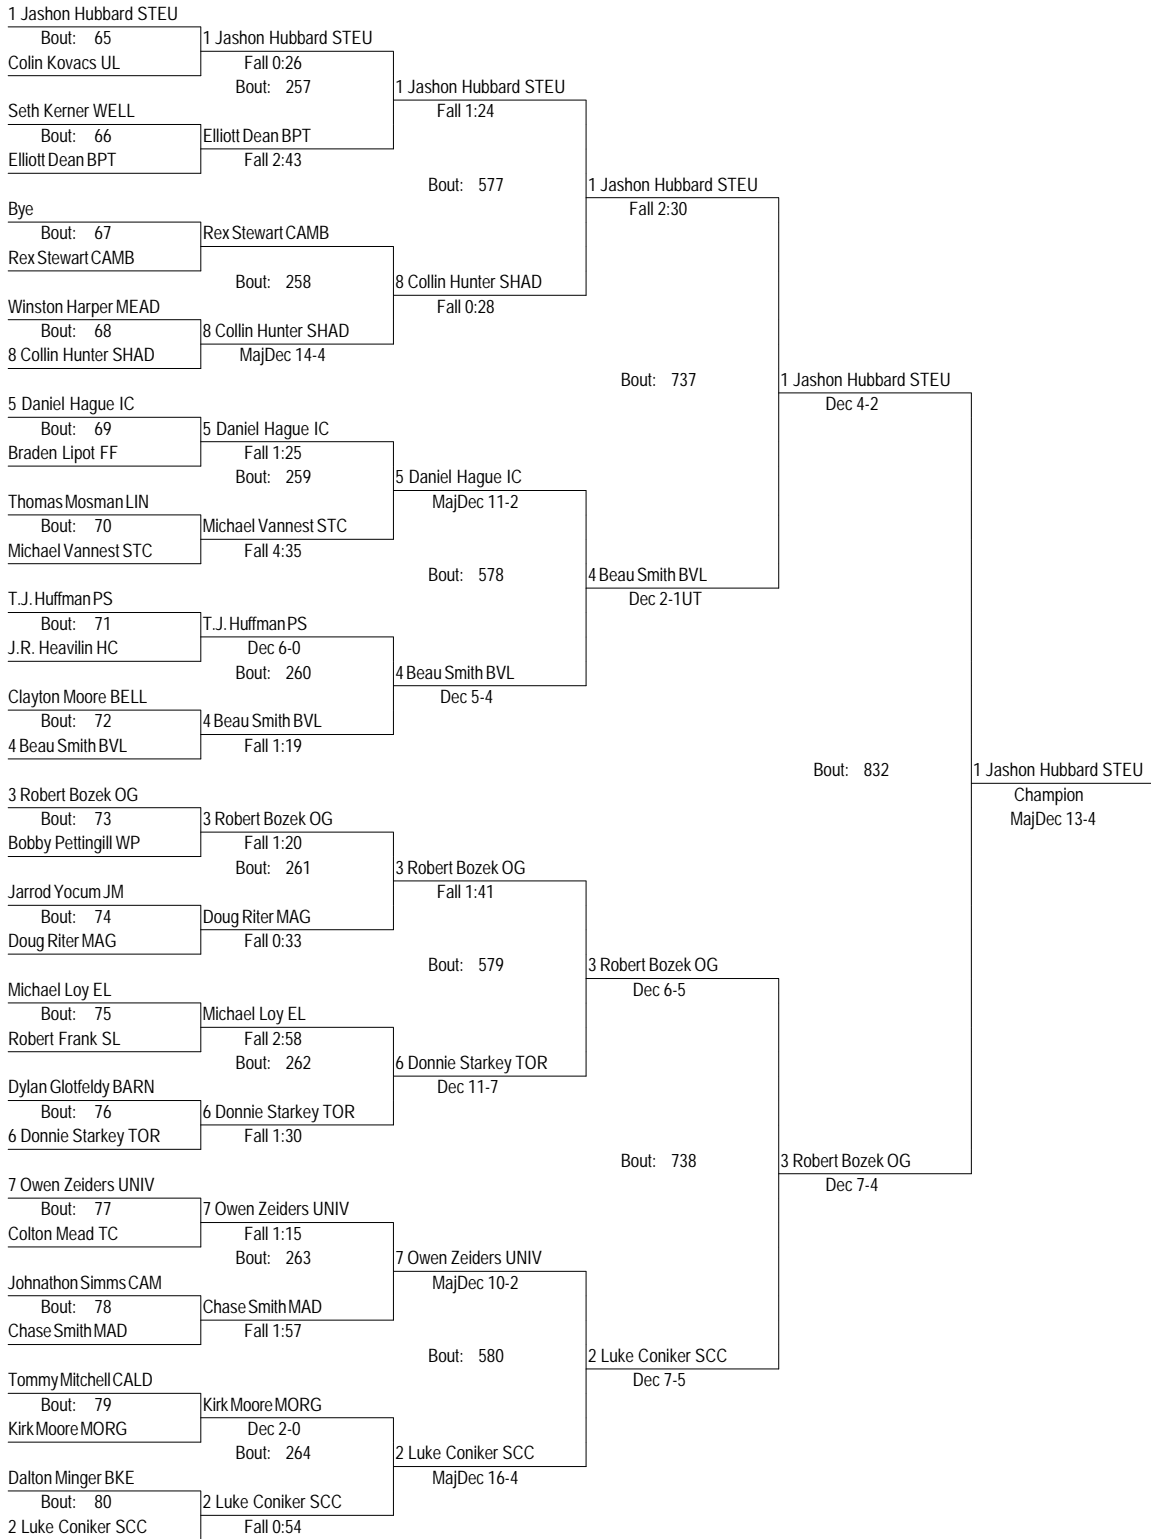 1 Jashon Hubbard STEU
Bout: 65
1 Jashon Hubbard STEU
Colin Kovacs UL
Fall 0:26
Bout: 257
1 Jashon Hubbard STEU
Seth Kerner WELL
Fall 1:24
Bout: 66
Elliott Dean BPT
Elliott Dean BPT
Fall 2:43
Bout: 577
1 Jashon Hubbard STEU
Bye
Fall 2:30
Bout: 67
Rex Stewart CAMB
Rex Stewart CAMB
Bout: 258
8 Collin Hunter SHAD
Winston Harper MEAD
Fall 0:28
Bout: 68
8 Collin Hunter SHAD
8 Collin Hunter SHAD
MajDec 14-4
Bout: 737
1 Jashon Hubbard STEU
5 Daniel Hague IC
Dec 4-2
Bout: 69
5 Daniel Hague IC
Braden Lipot FF
Fall 1:25
Bout: 259
5 Daniel Hague IC
Thomas Mosman LIN
MajDec 11-2
Bout: 70
Michael Vannest STC
Michael Vannest STC
Fall 4:35
Bout: 578
4 Beau Smith BVL
T.J. Huffman PS
Dec 2-1UT
Bout: 71
T.J. Huffman PS
J.R. Heavilin HC
Dec 6-0
Bout: 260
4 Beau Smith BVL
Clayton Moore BELL
Dec 5-4
Bout: 72
4 Beau Smith BVL
4 Beau Smith BVL
Fall 1:19
Bout: 832
1 Jashon Hubbard STEU
3 Robert Bozek OG
Champion
Bout: 73
3 Robert Bozek OG
MajDec 13-4
Bobby Pettingill WP
Fall 1:20
Bout: 261
3 Robert Bozek OG
Jarrod Yocum JM
Fall 1:41
Bout: 74
Doug Riter MAG
Doug Riter MAG
Fall 0:33
Bout: 579
3 Robert Bozek OG
Michael Loy EL
Dec 6-5
Bout: 75
Michael Loy EL
Robert Frank SL
Fall 2:58
Bout: 262
6 Donnie Starkey TOR
Dylan Glotfeldy BARN
Dec 11-7
Bout: 76
6 Donnie Starkey TOR
6 Donnie Starkey TOR
Fall 1:30
Bout: 738
3 Robert Bozek OG
7 Owen Zeiders UNIV
Dec 7-4
Bout: 77
7 Owen Zeiders UNIV
Colton Mead TC
Fall 1:15
Bout: 263
7 Owen Zeiders UNIV
Johnathon Simms CAM
MajDec 10-2
Bout: 78
Chase Smith MAD
Chase Smith MAD
Fall 1:57
Bout: 580
2 Luke Coniker SCC
Tommy Mitchell CALD
Dec 7-5
Bout: 79
Kirk Moore MORG
Kirk Moore MORG
Dec 2-0
Bout: 264
2 Luke Coniker SCC
Dalton Minger BKE
MajDec 16-4
Bout: 80
2 Luke Coniker SCC
2 Luke Coniker SCC
Fall 0:54